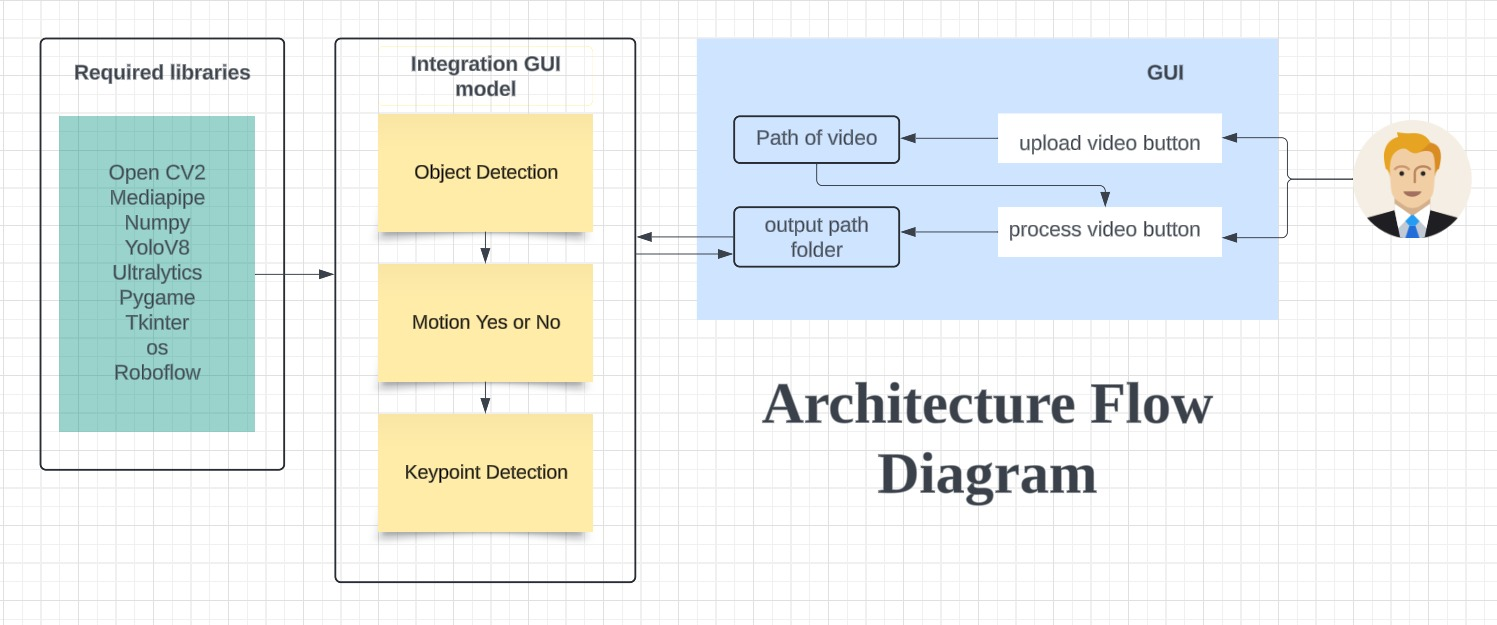 Required libraries
Open CV2
Mediapipe
Numpy
YoloV8
Ultralytics
Pygame
Tkinter
os
Roboflow
Integration GUI
model
Object Detection
Motion Yes or No
Keypoint Detection
GUI
Path of video
upload video button
output path
folder
process video button
Architecture Flow
Diagram